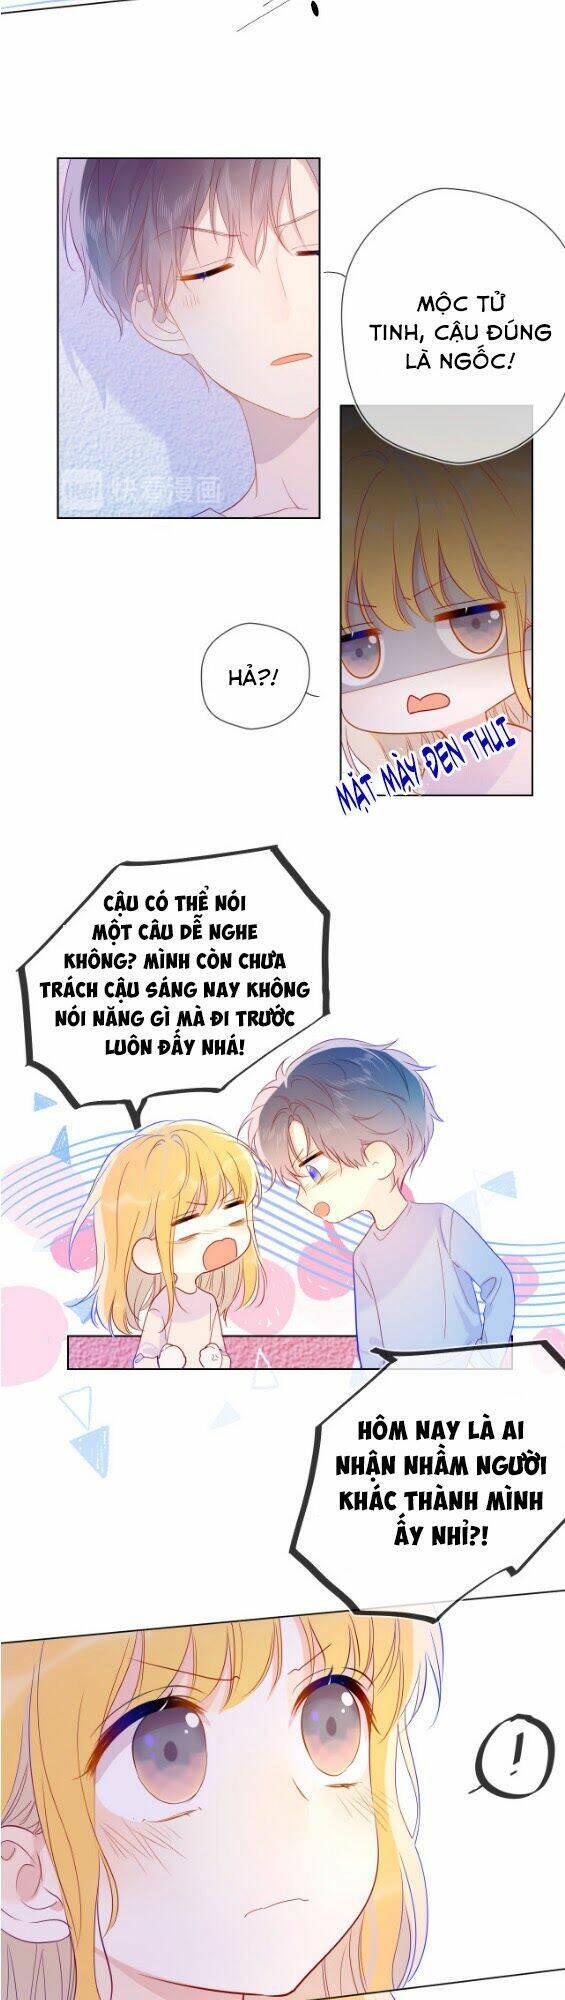 MỘC TỬ
TINH, CẬU ĐÚNG
LÀ NGỐC!
快看漫画
HẢ?!
MẶT MÀY ĐEN THUI
CẬU CÓ THỂ NÓI
MỘT CÂU DỄ NGHE
KHÔNG? MÌNH CÒN CHƯA
TRÁCH CẬU SÁNG NAY KHÔNG
NÓI NĂNG GÌ MÀ ĐI TRƯỚC
LUÔN ĐẤY NHÁ!
HÔM NAY LÀ AI
NHẬN NHẦM NGƯỜI
KHÁC THÀNH MÌNH
ẤY NHỈ?!
!